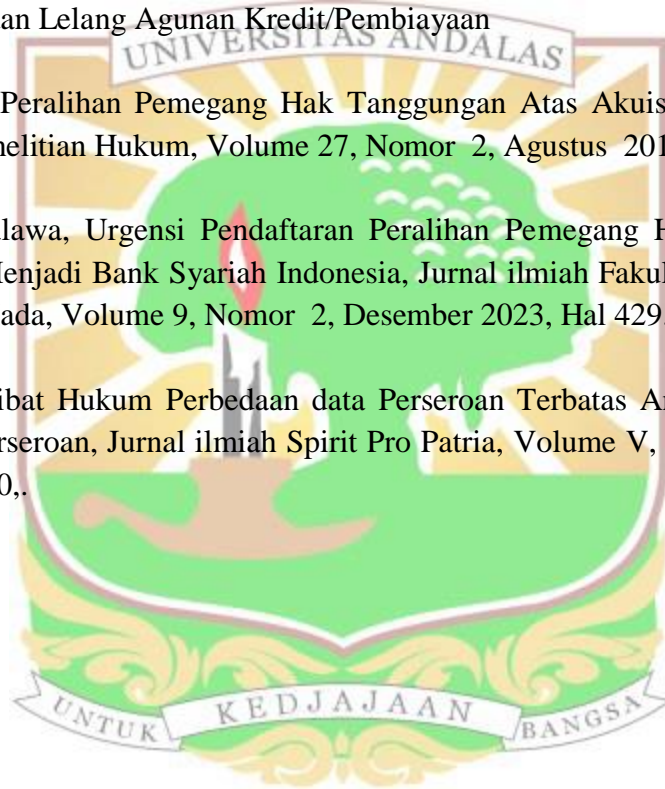 an Lelang Agunan Kredit/Pembiayaan
UNIVERSITAS ANDALAS
Peralihan Pemegang Hak Tanggungan Atas Akuis
nelitian Hukum, Volume 27, Nomor 2, Agustus 201
lawa, Urgensi Pendaftaran Peralihan Pemegang H
Menjadi Bank Syariah Indonesia, Jurnal ilmiah Fakul
ada, Volume 9, Nomor 2, Desember 2023, Hal 429
ibat Hukum Perbedaan data Perseroan Terbatas A
rseroan, Jurnal ilmiah Spirit Pro Patria, Volume V,
0,.
UNTUK KEDJAJAAN BANGSA